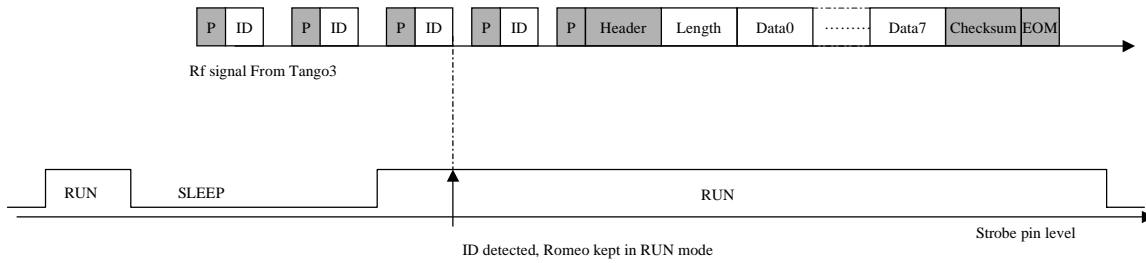 P ID P ID P ID P ID P Header Length Data0 ........ Data7 Checksum EOM
Rf signal From Tango3
RUN SLEEP RUN
Strobe pin level
ID detected, Romeo kept in RUN mode